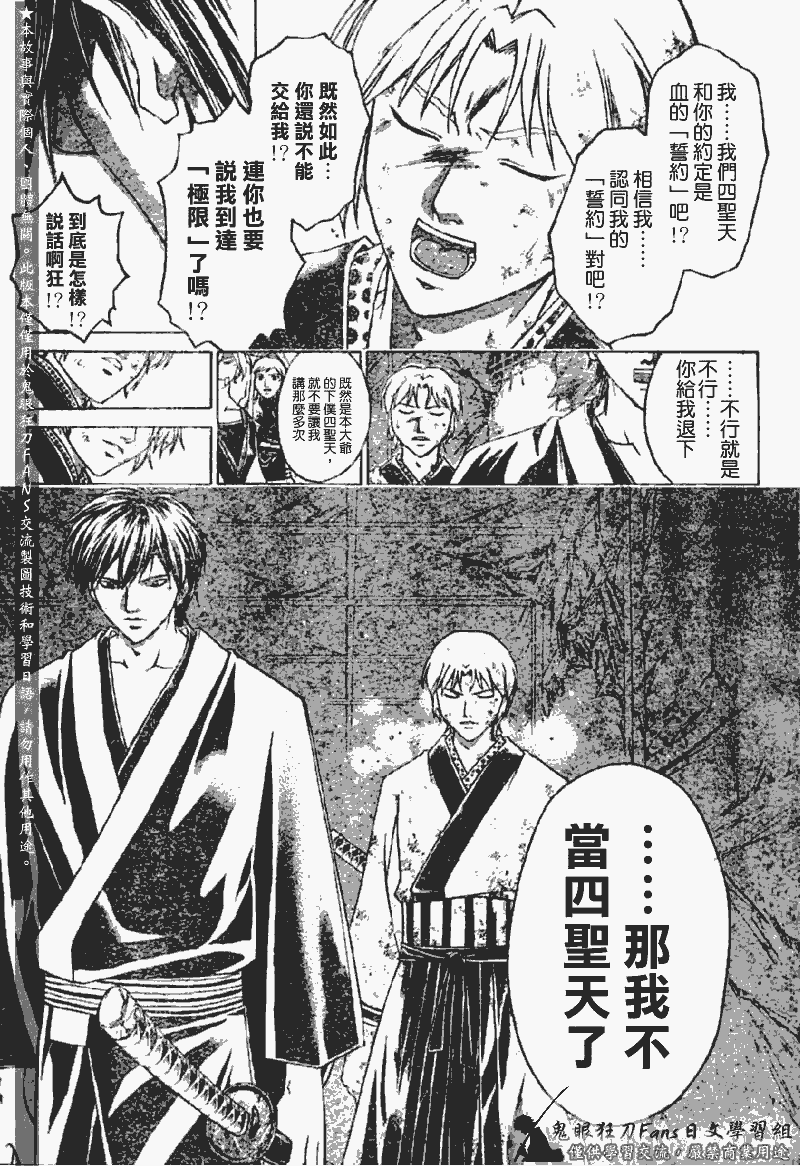 我……我們四聖天
和你的約定是
血的「誓約」吧!?
相信我……
認同我的
「誓約」對吧!?
既然如此…
你還說不能
交給我!?
連你也要
說我到達
「極限」了嗎!?
到底是怎樣!?
說話啊狂!?
……不行就是
不行……
你給我退下
既然是本大爺
的下僕四聖天，
就不要讓我
講那麼多次
……那我不
當四聖天了
★本故事與實際個人、團體無關。此版本僅僅用於鬼眼狂刀FANS交流製圖技術和學習日語，請勿用作其他用途。
鬼眼狂刀Fans日文學習組
僅供學習交流，嚴禁商業用途